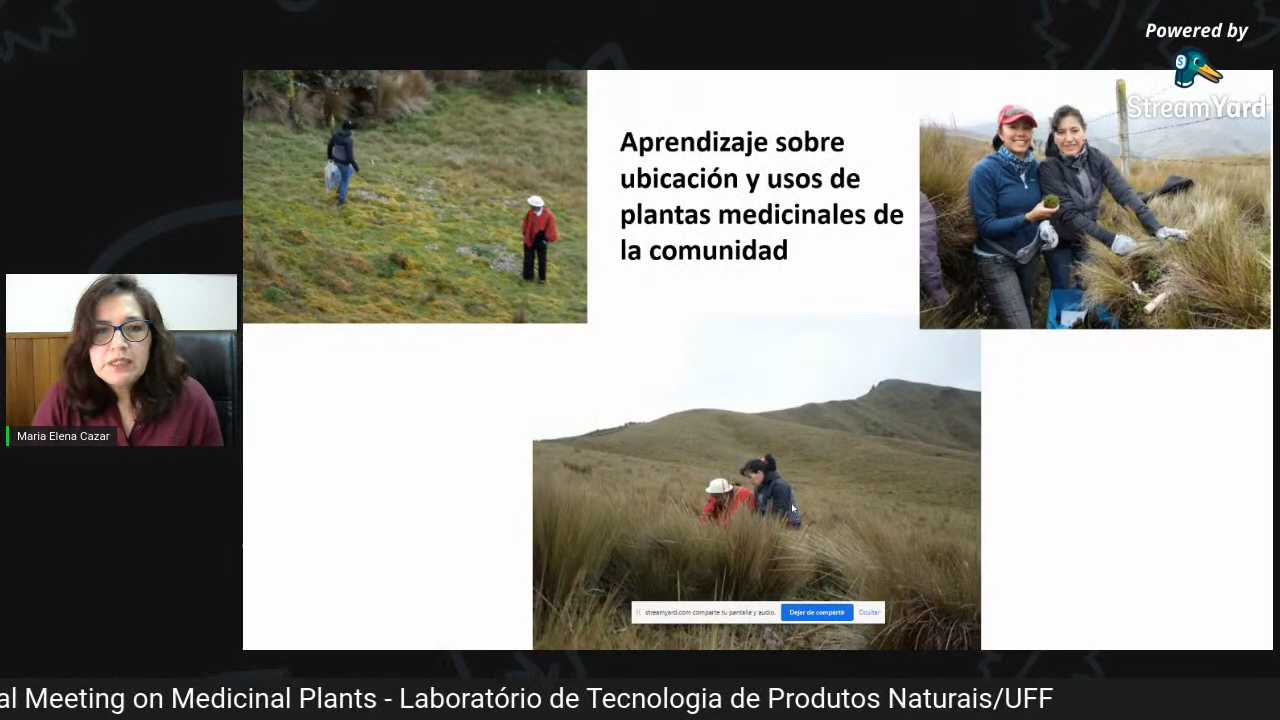 Powered by
StreamYard
Aprendizaje sobre
ubicación y usos de
plantas medicinales de
la comunidad
Maria Elena Cazar
streamyard.com comparte tu pantalla y audio.
Dejar de compartir
Ocultar
al Meeting on Medicinal Plants - Laboratório de Tecnologia de Produtos Naturais/UFF